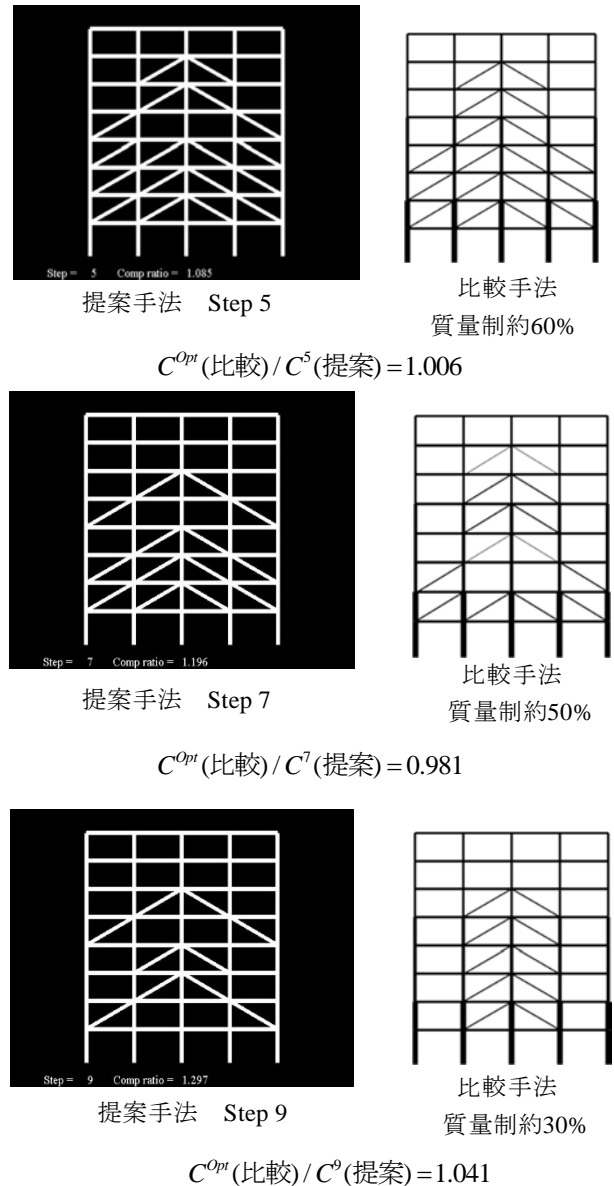 Step = 5 Comp ratio = 1.085
提案手法 Step 5
比較手法
質量制約60%
C^{Opt}(比較) / C^5(提案) = 1.006
Step = 7 Comp ratio = 1.196
提案手法 Step 7
比較手法
質量制約50%
C^{Opt}(比較) / C^7(提案) = 0.981
Step = 9 Comp ratio = 1.297
提案手法 Step 9
比較手法
質量制約30%
C^{Opt}(比較) / C^9(提案) = 1.041